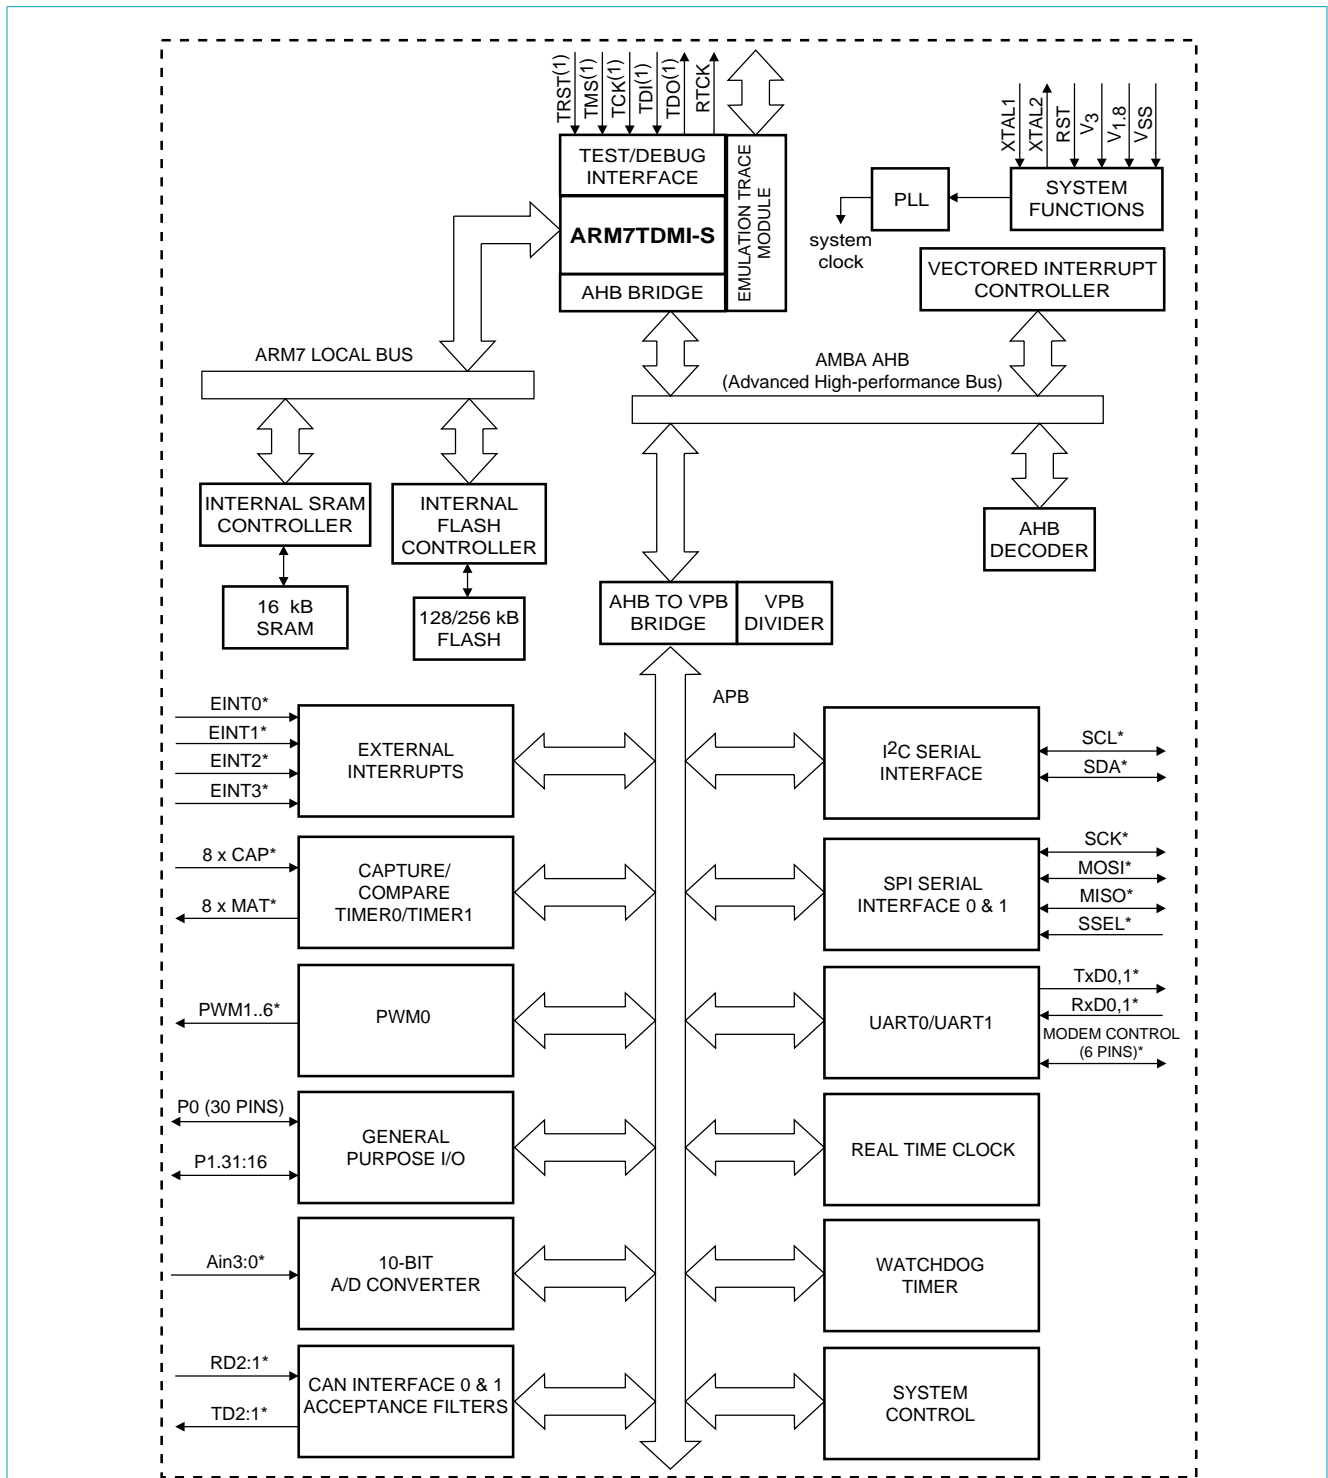 TRST(1)
TMS(1)
TCK(1)
TDI(1)
TDO(1)
RTCK
XTAL1
XTAL2
RST
V3
V1.8
VSS
TEST/DEBUG
INTERFACE
ARM7TDMI-S
AHB BRIDGE
EMULATION TRACE
MODULE
PLL
SYSTEM
FUNCTIONS
system
clock
VECTORED INTERRUPT
CONTROLLER
ARM7 LOCAL BUS
AMBA AHB
(Advanced High-performance Bus)
INTERNAL SRAM
CONTROLLER
INTERNAL
FLASH
CONTROLLER
AHB
DECODER
16 kB
SRAM
128/256 kB
FLASH
AHB TO VPB
BRIDGE
VPB
DIVIDER
APB
EINT0*
EINT1*
EINT2*
EINT3*
EXTERNAL
INTERRUPTS
I2C SERIAL
INTERFACE
SCL*
SDA*
8 x CAP*
8 x MAT*
CAPTURE/
COMPARE
TIMER0/TIMER1
SPI SERIAL
INTERFACE 0 & 1
SCK*
MOSI*
MISO*
SSEL*
PWM1..6*
PWM0
UART0/UART1
TxD0,1*
RxD0,1*
MODEM CONTROL
(6 PINS)*
P0 (30 PINS)
P1.31:16
GENERAL
PURPOSE I/O
REAL TIME CLOCK
Ain3:0*
10-BIT
A/D CONVERTER
WATCHDOG
TIMER
RD2:1*
TD2:1*
CAN INTERFACE 0 & 1
ACCEPTANCE FILTERS
SYSTEM
CONTROL